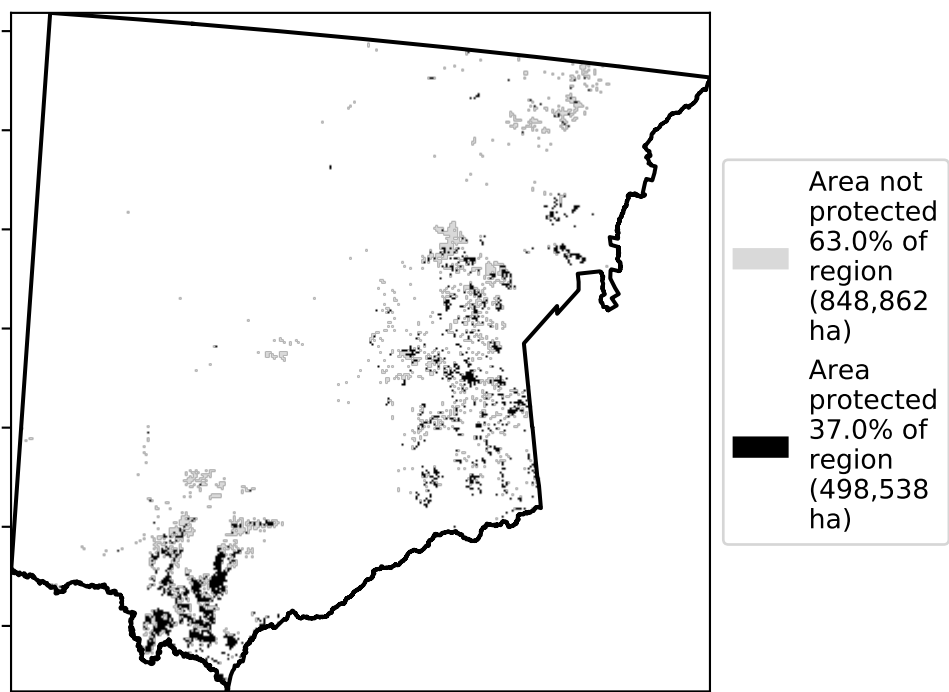 Area not
protected
63.0% of
region
(848,862
ha)
Area
protected
37.0% of
region
(498,538
ha)